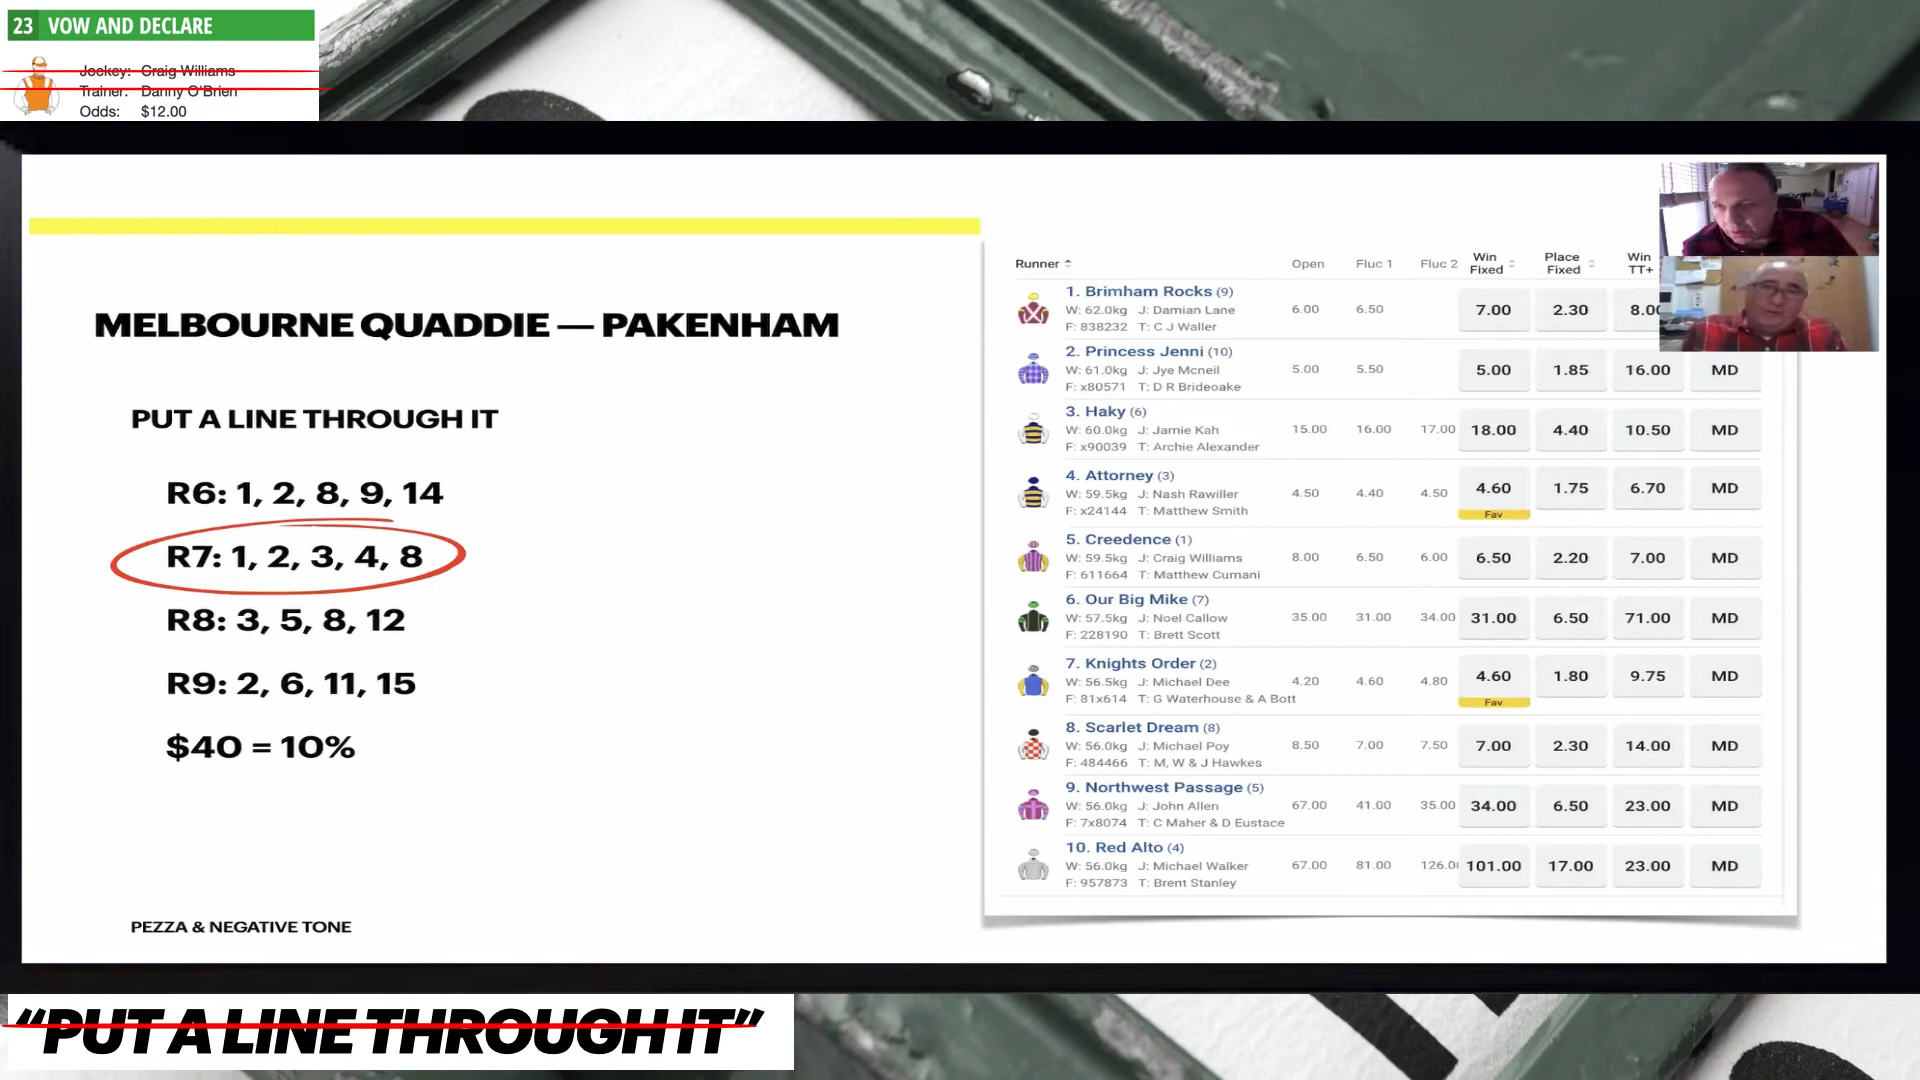 23 VOW AND DECLARE
Jockey: Craig Williams
Trainer: Danny O'Brien
Odds: $12.00
MELBOURNE QUADDIE — PAKENHAM
PUT A LINE THROUGH IT
R6: 1, 2, 8, 9, 14
R7: 1, 2, 3, 4, 8
R8: 3, 5, 8, 12
R9: 2, 6, 11, 15
$40 = 10%
PEZZA & NEGATIVE TONE
Runner Open Fluc 1 Fluc 2 Win Fixed Place Fixed Win TT+
1. Brimham Rocks (9)
W: 62.0kg J: Damian Lane 6.00 6.50 7.00 2.30
F: 838232 T: C J Waller
2. Princess Jenni (10)
W: 61.0kg J: Jye Mcneil 5.00 5.50 5.00 1.85 16.00 MD
F: x80571 T: D R Brideoake
3. Haky (6)
W: 60.0kg J: Jamie Kah 15.00 16.00 17.00 18.00 4.40 10.50 MD
F: x90039 T: Archie Alexander
4. Attorney (3)
W: 59.5kg J: Nash Rawiller 4.50 4.40 4.50 4.60 1.75 6.70 MD
F: x24144 T: Matthew Smith Fav
5. Creedence (1)
W: 59.5kg J: Craig Williams 8.00 6.50 6.00 6.50 2.20 7.00 MD
F: 611664 T: Matthew Cumani
6. Our Big Mike (7)
W: 57.5kg J: Noel Callow 35.00 31.00 34.00 31.00 6.50 71.00 MD
F: 228190 T: Brett Scott
7. Knights Order (2)
W: 56.5kg J: Michael Dee 4.20 4.60 4.80 4.60 1.80 9.75 MD
F: 81x614 T: G Waterhouse & A Bott Fav
8. Scarlet Dream (8)
W: 56.0kg J: Michael Poy 8.50 7.00 7.50 7.00 2.30 14.00 MD
F: 484466 T: M, W & J Hawkes
9. Northwest Passage (5)
W: 56.0kg J: John Allen 67.00 41.00 35.00 34.00 6.50 23.00 MD
F: 7x8074 T: C Maher & D Eustace
10. Red Alto (4)
W: 56.0kg J: Michael Walker 67.00 81.00 126.0 101.00 17.00 23.00 MD
F: 957873 T: Brent Stanley
“PUT A LINE THROUGH IT”